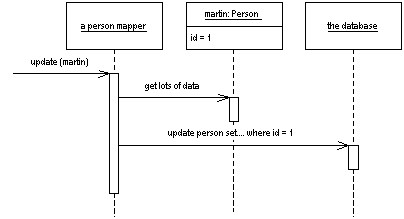 a person mapper
martin: Person
id = 1
the database
update (martin)
get lots of data
update person set.... where id = 1